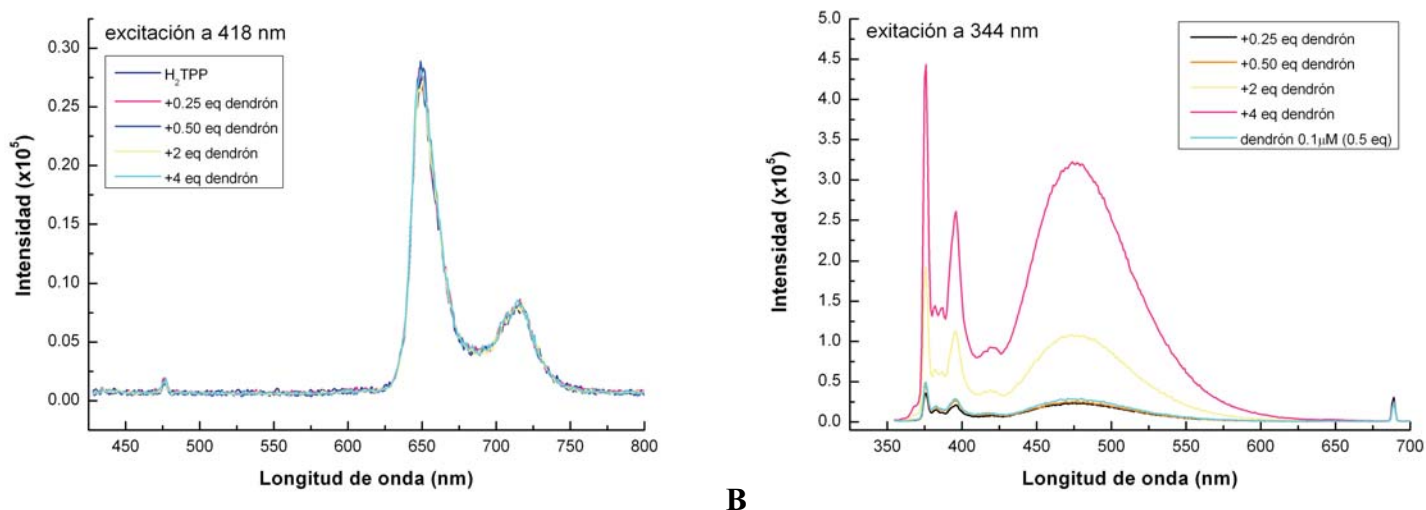 excitación a 418 nm
H₂TPP
+0.25 eq dendrón
+0.50 eq dendrón
+2 eq dendrón
+4 eq dendrón
Intensidad (x10⁵)
0.30
0.25
0.20
0.15
0.10
0.05
0.00
450 500 550 600 650 700 750 800
Longitud de onda (nm)
B
exitación a 344 nm
+0.25 eq dendrón
+0.50 eq dendrón
+2 eq dendrón
+4 eq dendrón
dendrón 0.1µM (0.5 eq)
Intensidad (x10⁵)
5.0
4.5
4.0
3.5
3.0
2.5
2.0
1.5
1.0
0.5
0.0
350 400 450 500 550 600 650 700
Longitud de onda (nm)